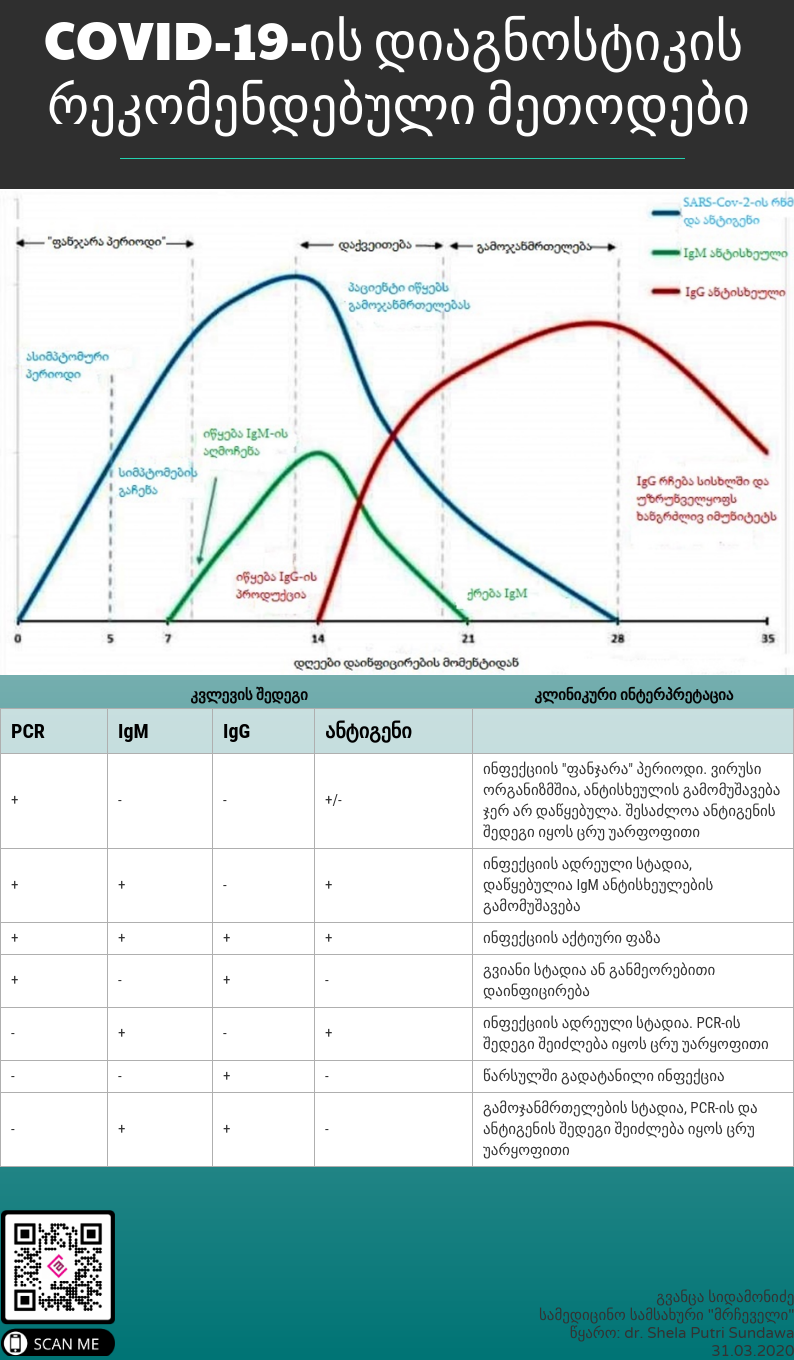 COVID-19-ის დიაგნოსტიკის
რეკომენდებული მეთოდები
SARS-Cov-2-ის რნმ
და ანტიგენი
"ფანჯარა პერიოდი"
დაქვეითება
გამოჯანმრთელება
IgM ანტისხეული
IgG ანტისხეული
პაციენტი იწყებს
გამოჯანმრთელებას
ასიმპტომური
პერიოდი
იწყება IgM-ის
აღმოჩენა
სიმპტომების
გაჩენა
IgG რჩება სისხლში და
უზრუნველყოფს
ხანგრძლივ იმუნიტეტს
იწყება IgG-ის
პროდუქცია
ქრება IgM
0 5 7 14 21 28 35
დღეები დაინფიცირების მომენტიდან
კვლევის შედეგი კლინიკური ინტერპრეტაცია
PCR IgM IgG ანტიგენი
+ - - +/- ინფექციის "ფანჯარა" პერიოდი. ვირუსი
ორგანიზმშია, ანტისხეულის გამომუშავება
ჯერ არ დაწყებულა. შესაძლოა ანტიგენის
შედეგი იყოს ცრუ უარფოფითი
+ + - + ინფექციის ადრეული სტადია,
დაწყებულია IgM ანტისხეულების
გამომუშავება
+ + + + ინფექციის აქტიური ფაზა
+ - + - გვიანი სტადია ან განმეორებითი
დაინფიცირება
- + - + ინფექციის ადრეული სტადია. PCR-ის
შედეგი შეიძლება იყოს ცრუ უარყოფითი
- - + - წარსულში გადატანილი ინფექცია
- + + - გამოჯანმრთელების სტადია, PCR-ის და
ანტიგენის შედეგი შეიძლება იყოს ცრუ
უარყოფითი
SCAN ME
გვანცა სიდამონიძე
სამედიცინო სამსახური "მრჩეველი"
წყარო: dr. Shela Putri Sundawa
31.03.2020